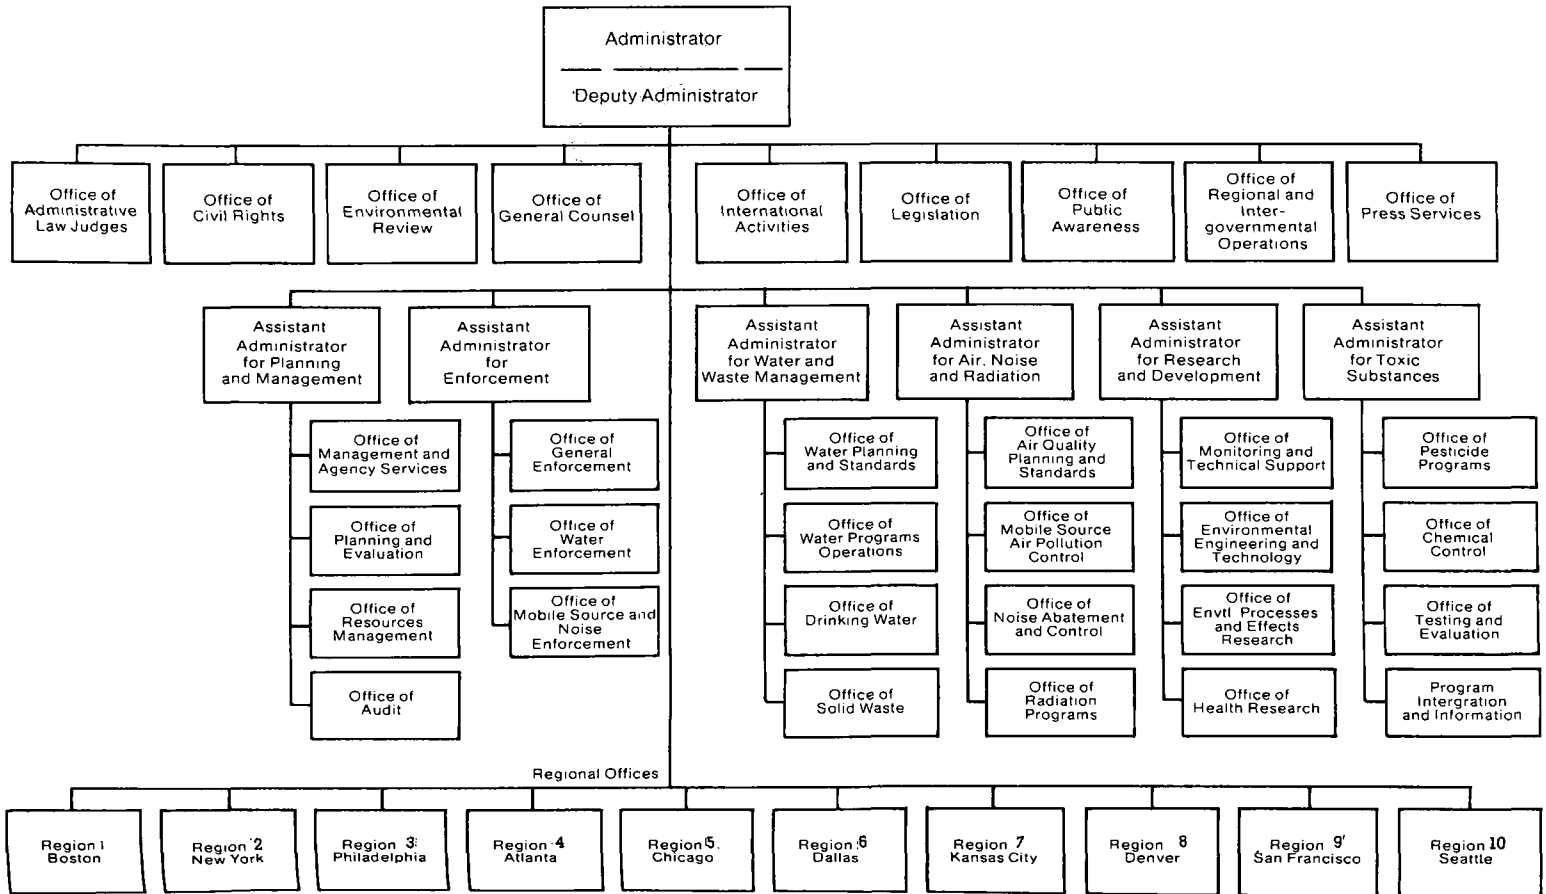 Administrator
Deputy Administrator
Office of
Administrative
Law Judges
Office of
Civil Rights
Office of
Environmental
Review
Office of
General Counsel
Office of
International
Activities
Office of
Legislation
Office of
Public
Awareness
Office of
Regional and
Inter-
governmental
Operations
Office of
Press Services
Assistant
Administrator
for Planning
and Management
Assistant
Administrator
for
Enforcement
Assistant
Administrator
for Water and
Waste Management
Assistant
Administrator
for Air, Noise
and Radiation
Assistant
Administrator
for Research
and Development
Assistant
Administrator
for Toxic
Substances
Office of
Management and
Agency Services
Office of
Planning and
Evaluation
Office of
Resources
Management
Office of
Audit
Office of
General
Enforcement
Office of
Water
Enforcement
Office of
Mobile Source and
Noise
Enforcement
Office of
Water Planning
and Standards
Office of
Water Programs
Operations
Office of
Drinking Water
Office of
Solid Waste
Office of
Air Quality
Planning and
Standards
Office of
Mobile Source
Air Pollution
Control
Office of
Noise Abatement
and Control
Office of
Radiation
Programs
Office of
Monitoring and
Technical Support
Office of
Environmental
Engineering and
Technology
Office of
Envtl. Processes
and Effects
Research
Office of
Health Research
Office of
Pesticide
Programs
Office of
Chemical
Control
Office of
Testing and
Evaluation
Program
Intergration
and Information
Regional Offices
Region 1
Boston
Region 2
New York
Region 3
Philadelphia
Region 4
Atlanta
Region 5
Chicago
Region 6
Dallas
Region 7
Kansas City
Region 8
Denver
Region 9
San Francisco
Region 10
Seattle